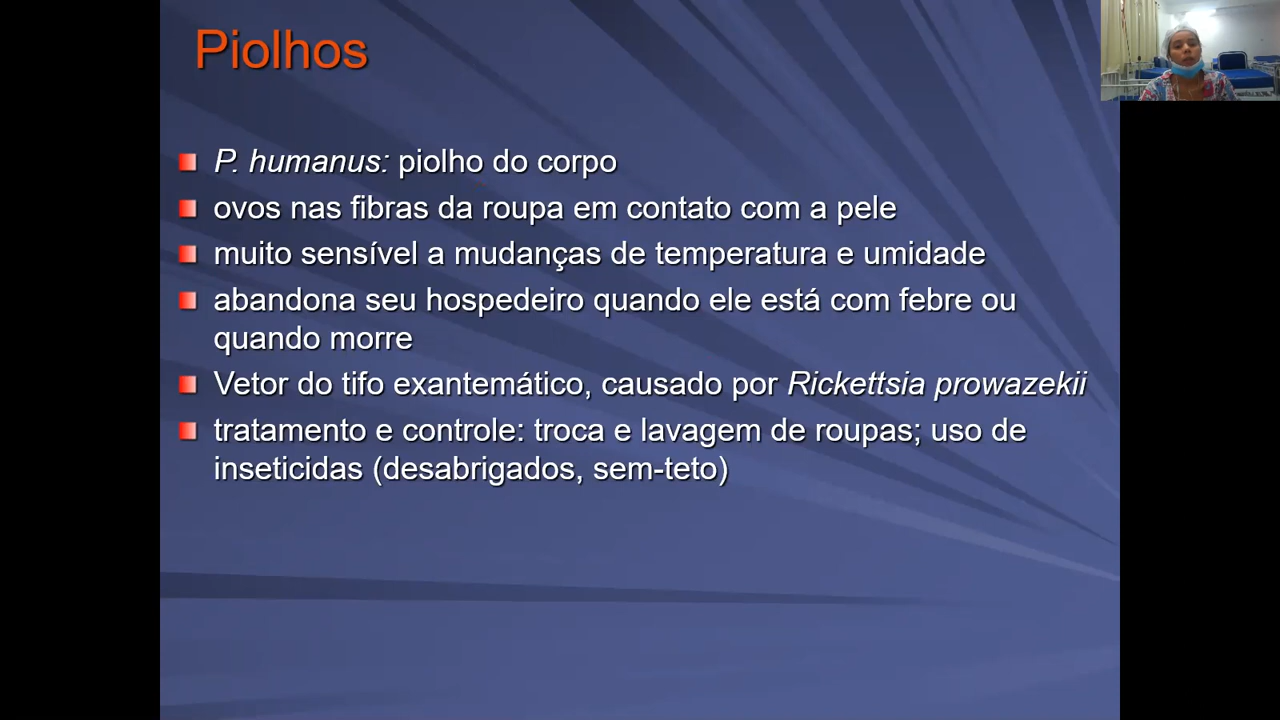 Piolhos
P. humanus: piolho do corpo
ovos nas fibras da roupa em contato com a pele
muito sensível a mudanças de temperatura e umidade
abandona seu hospedeiro quando ele está com febre ou
quando morre
Vetor do tifo exantemático, causado por Rickettsia prowazekii
tratamento e controle: troca e lavagem de roupas; uso de
inseticidas (desabrigados, sem-teto)